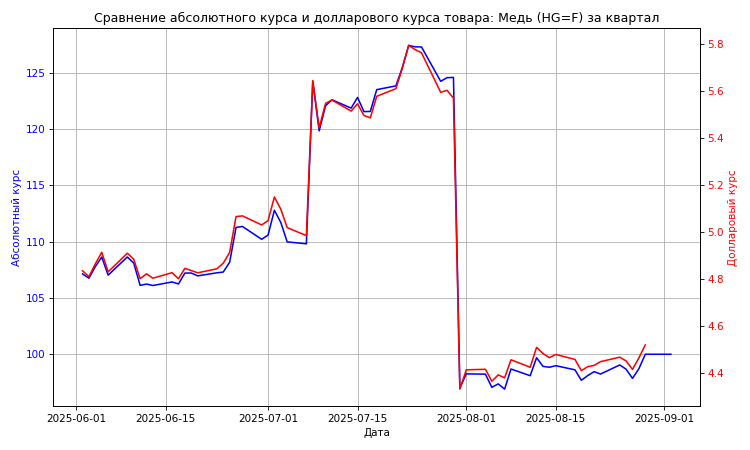 Сравнение абсолютного курса и долларового курса товара: Медь (HG=F) за квартал
125
120
115
110
105
100
Абсолютный курс
5.8
5.6
5.4
5.2
5.0
4.8
4.6
4.4
Долларовый курс
2025-06-01 2025-06-15 2025-07-01 2025-07-15 2025-08-01 2025-08-15 2025-09-01
Дата